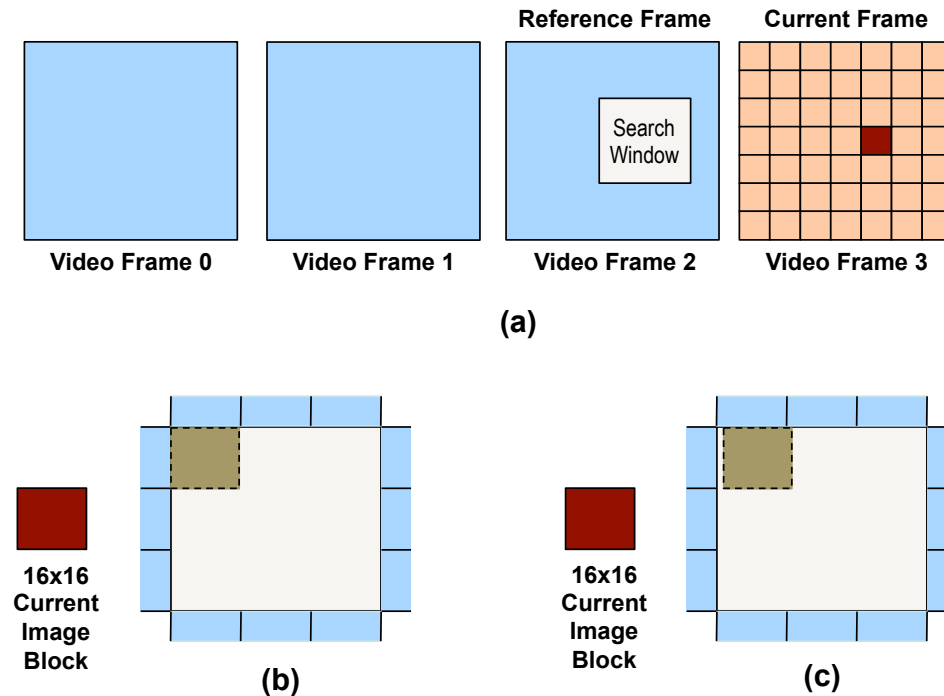 Reference Frame
Current Frame
Search
Window
Video Frame 0
Video Frame 1
Video Frame 2
Video Frame 3
(a)
16x16
Current
Image
Block
(b)
16x16
Current
Image
Block
(c)